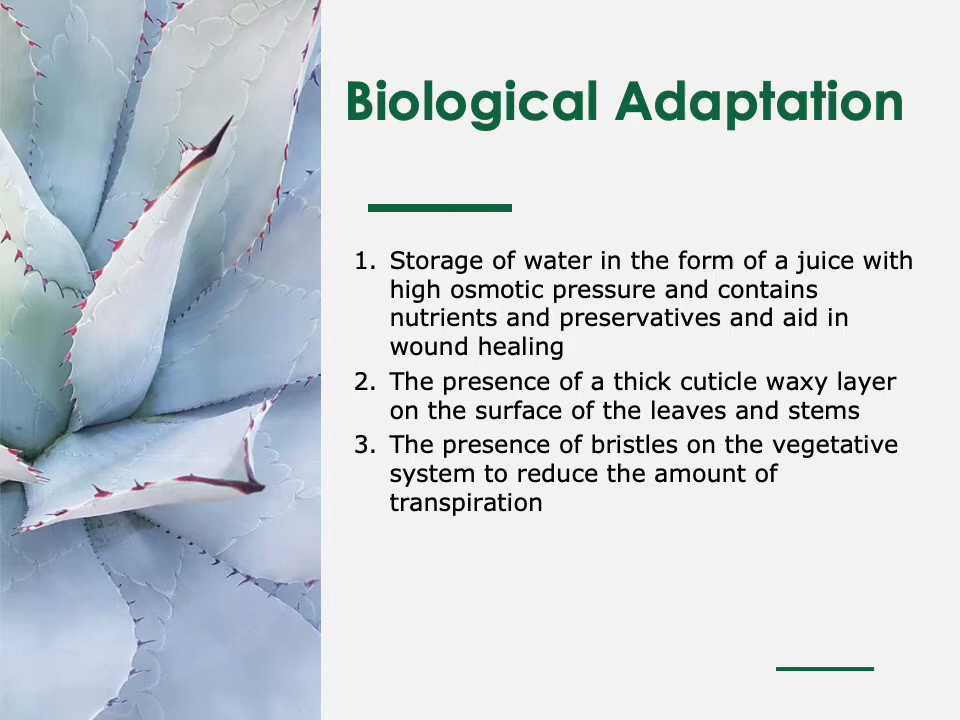 Biological Adaptation
1. Storage of water in the form of a juice with
high osmotic pressure and contains
nutrients and preservatives and aid in
wound healing
2. The presence of a thick cuticle waxy layer
on the surface of the leaves and stems
3. The presence of bristles on the vegetative
system to reduce the amount of
transpiration